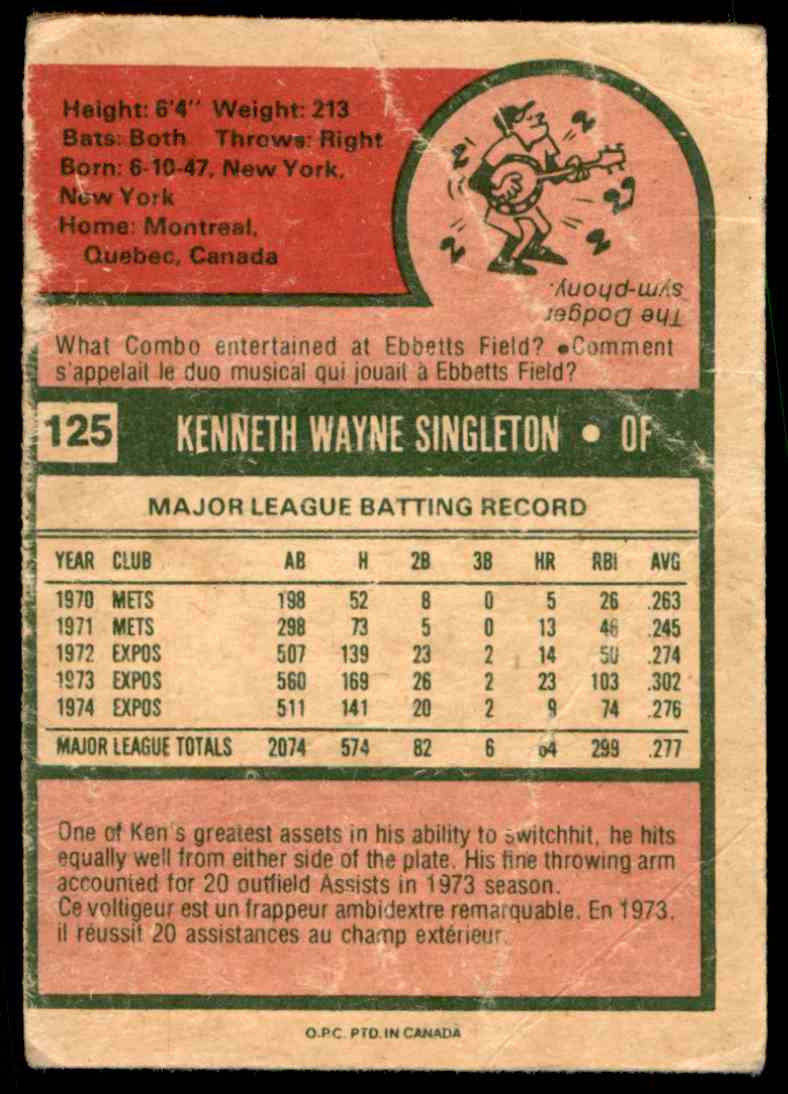 Height: 6'4" Weight: 213
Bats: Both Throws: Right
Born: 6-10-47, New York,
New York
Home: Montreal,
Quebec, Canada
The Dodger
sym-phony.
What Combo entertained at Ebbetts Field? ●Comment
s'appelait le duo musical qui jouait à Ebbetts Field?
125 KENNETH WAYNE SINGLETON • OF
MAJOR LEAGUE BATTING RECORD
YEAR CLUB AB H 2B 3B HR RBI AVG
1970 METS 198 52 8 0 5 26 .263
1971 METS 298 73 5 0 13 46 .245
1972 EXPOS 507 139 23 2 14 50 .274
1973 EXPOS 560 169 26 2 23 103 .302
1974 EXPOS 511 141 20 2 9 74 .276
MAJOR LEAGUE TOTALS 2074 574 82 6 64 299 .277
One of Ken's greatest assets in his ability to switchhit, he hits
equally well from either side of the plate. His fine throwing arm
accounted for 20 outfield Assists in 1973 season.
Ce voltigeur est un frappeur ambidextre remarquable. En 1973,
il réussit 20 assistances au champ extérieur.
O.P.C. PTD. IN CANADA